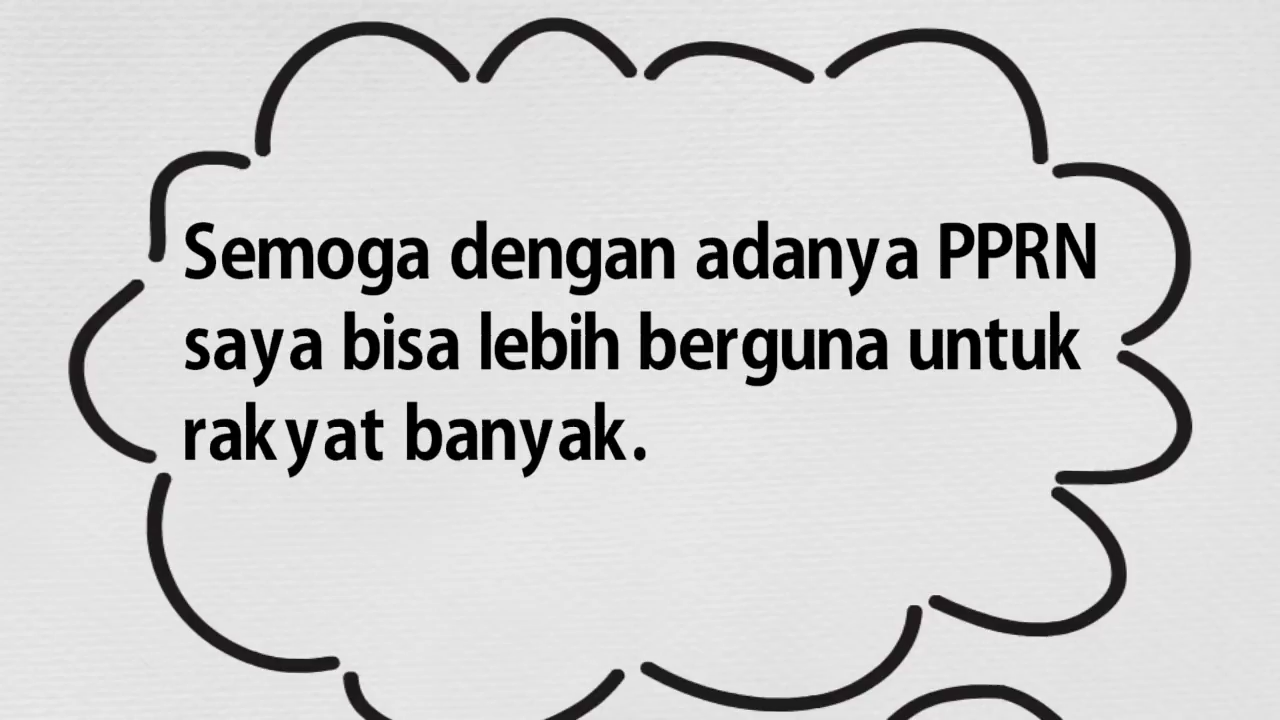 Semoga dengan adanya PPRN
saya bisa lebih berguna untuk
rakyat banyak.